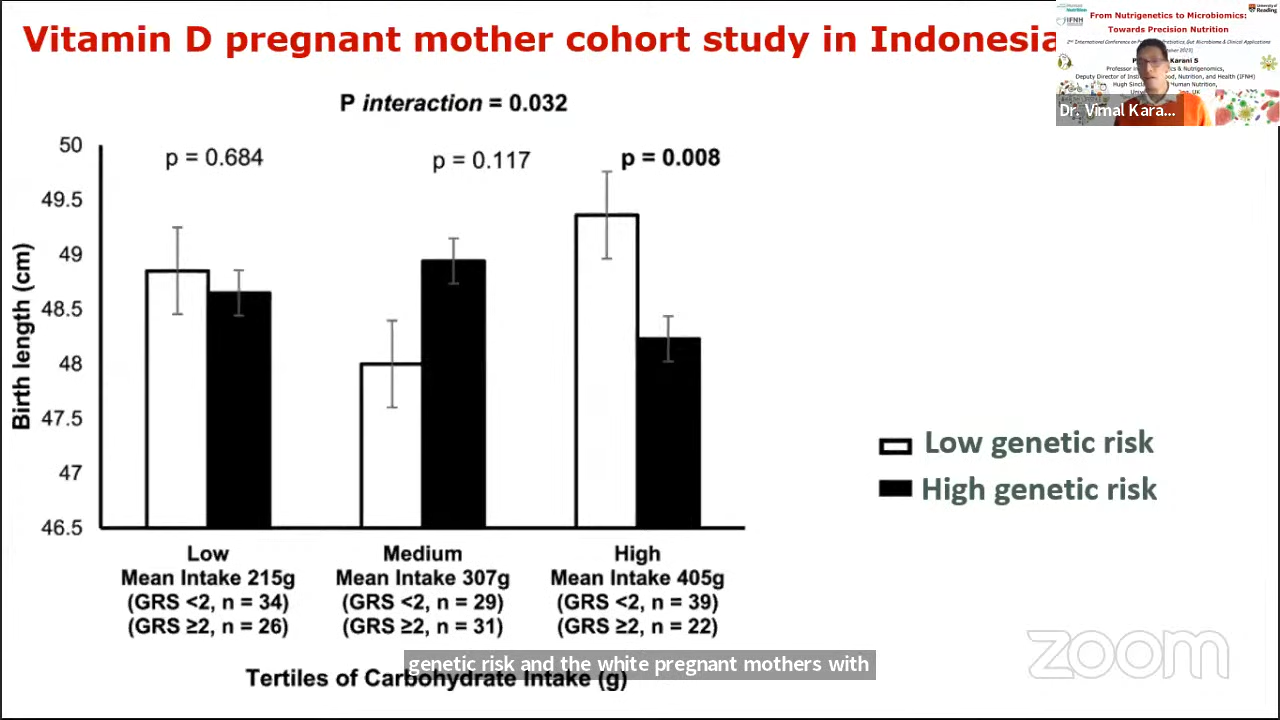 Vitamin D pregnant mother cohort study in Indonesia
From Nutrigenetics to Microbiomics:
Towards Precision Nutrition
University of
Reading
IFNH
Karani S
Dr. Vimal Kara...
P interaction = 0.032
p = 0.684
p = 0.117
p = 0.008
Birth length (cm)
50
49.5
49
48.5
48
47.5
47
46.5
Low genetic risk
High genetic risk
Low
Mean Intake 215g
(GRS <2, n = 34)
(GRS ≥2, n = 26)
Medium
Mean Intake 307g
(GRS <2, n = 29)
(GRS ≥2, n = 31)
High
Mean Intake 405g
(GRS <2, n = 39)
(GRS ≥2, n = 22)
genetic risk and the white pregnant mothers with
Tertiles of Carbohydrate Intake (g)
zoom